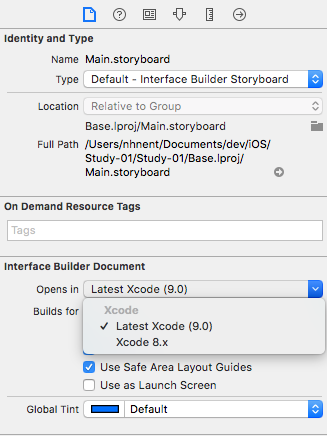 Identity and Type
Name Main.storyboard
Type Default - Interface Builder Storyboard
Location Relative to Group
Base.lproj/Main.storyboard
Full Path /Users/nhnent/Documents/dev/iOS/
Study-01/Study-01/Base.lproj/
Main.storyboard
On Demand Resource Tags
Tags
Interface Builder Document
Opens in Latest Xcode (9.0)
Builds for
Xcode
✓ Latest Xcode (9.0)
Xcode 8.x
Use Safe Area Layout Guides
Use as Launch Screen
Global Tint Default